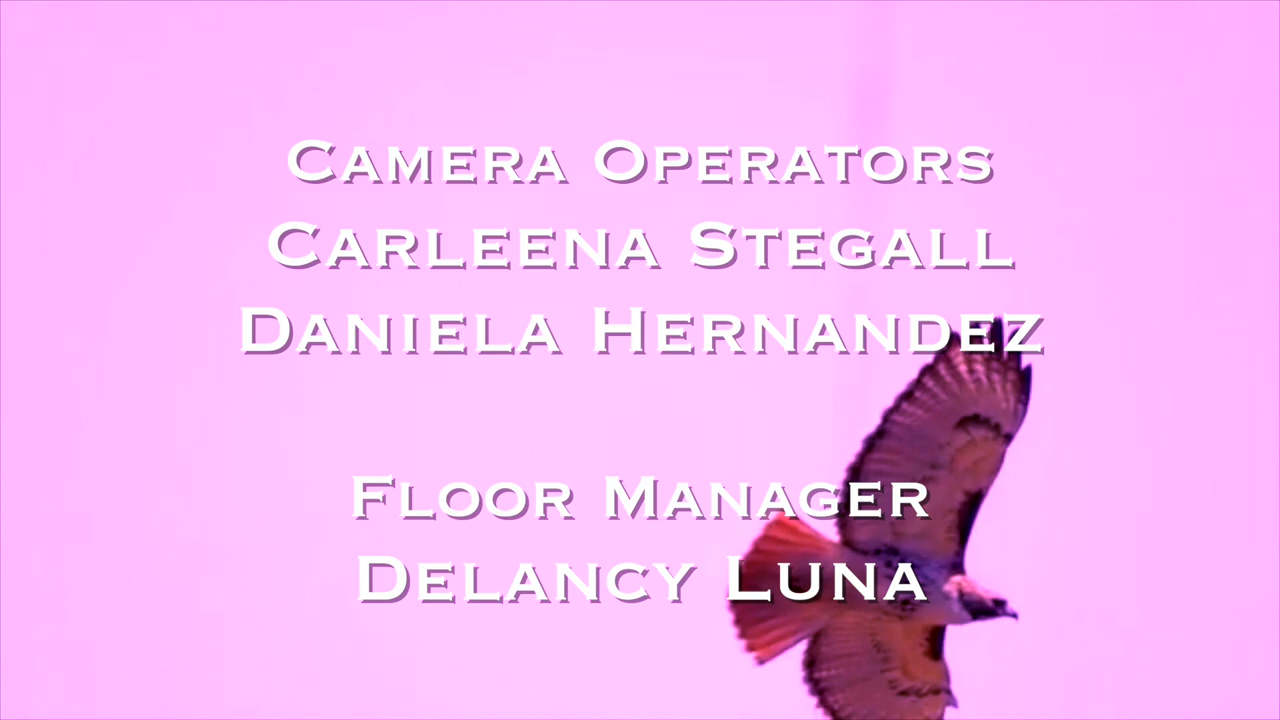 Camera Operators
Carleena Stegall
Daniela Hernandez
Floor Manager
Delancy Luna